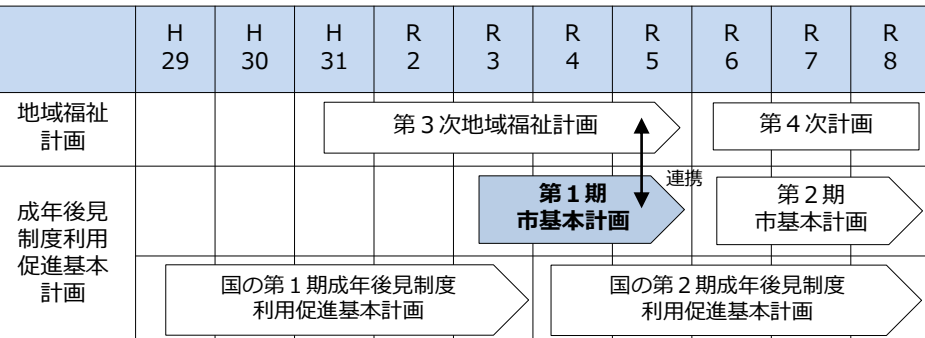 H 29
H 30
H 31
R 2
R 3
R 4
R 5
R 6
R 7
R 8
地域福祉
計画
第３次地域福祉計画
第４次計画
連携
成年後見
制度利用
促進基本
計画
第１期
市基本計画
第２期
市基本計画
国の第１期成年後見制度
利用促進基本計画
国の第２期成年後見制度
利用促進基本計画